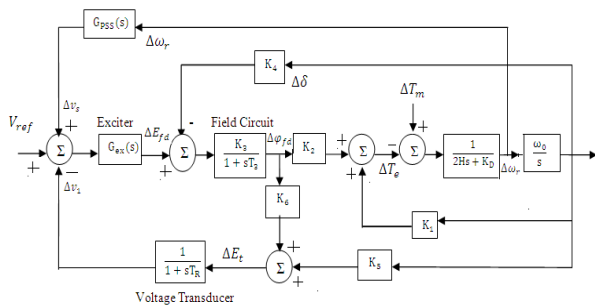 G_PSS(s)
Δω_r
K_4
Δδ
ΔT_m
Δv_s
V_ref
Exciter
Field Circuit
+
-
+
+
Σ
G_ex(s)
ΔE_fd
Σ
K_3
1 + sT_3
Δφ_fd
K_2
+
Σ
−
ΔT_e
Σ
1
2Hs + K_D
Δω_r
ω_0
s
+
−
Δv_1
+
+
K_6
K_1
1
1 + sT_R
ΔE_t
+
Σ
+
K_5
Voltage Transducer